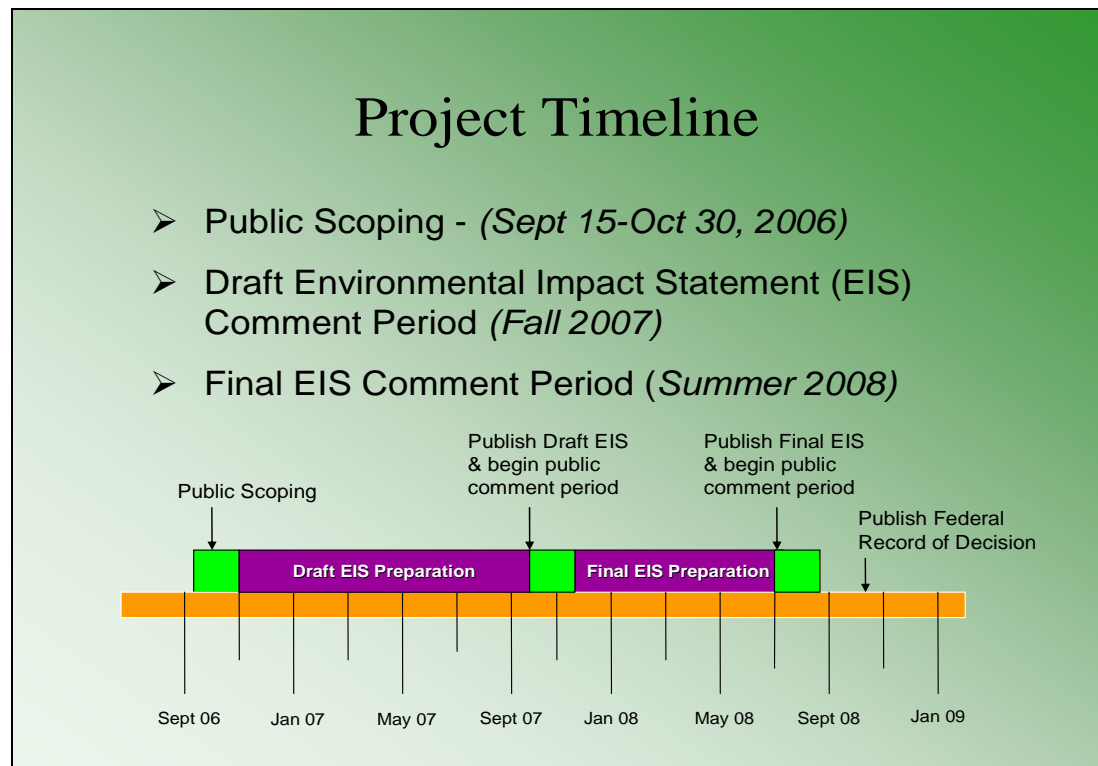 Project Timeline
➢ Public Scoping - (Sept 15-Oct 30, 2006)
➢ Draft Environmental Impact Statement (EIS)
Comment Period (Fall 2007)
➢ Final EIS Comment Period (Summer 2008)
Publish Draft EIS
& begin public
comment period
Publish Final EIS
& begin public
comment period
Public Scoping
Publish Federal
Record of Decision
Draft EIS Preparation
Final EIS Preparation
Sept 06
Jan 07
May 07
Sept 07
Jan 08
May 08
Sept 08
Jan 09